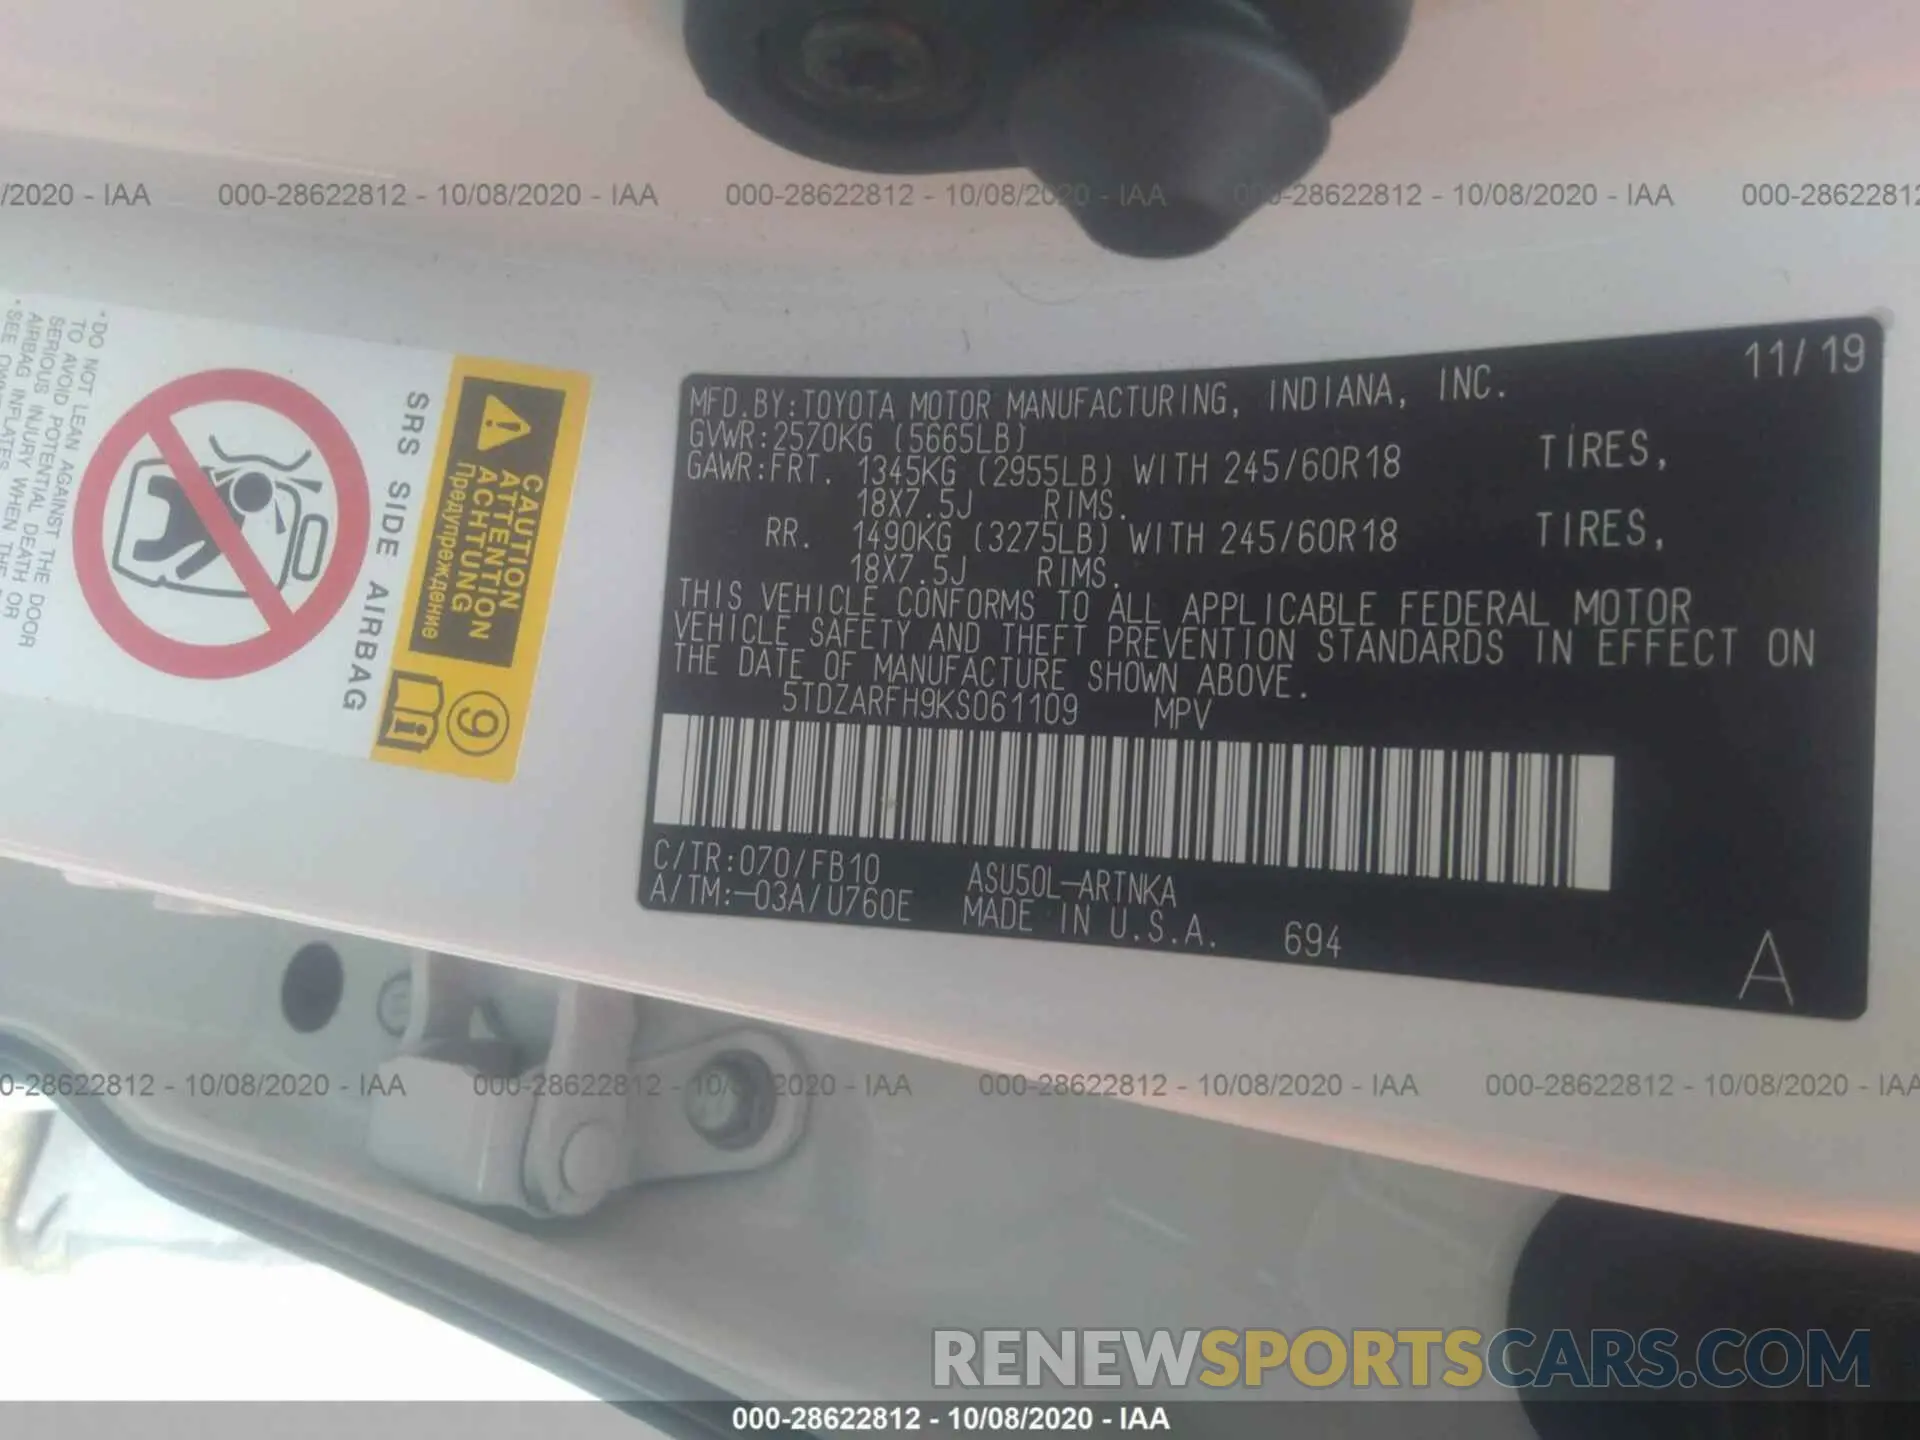 /2020 - IAA 000-28622812 - 10/08/2020 - IAA 000-28622812 - 10/08/2020 - IAA 000-28622812 - 10/08/2020 - IAA 000-28622812
11/19
MFD.BY:TOYOTA MOTOR MANUFACTURING, INDIANA, INC.
GVWR:2570KG (5665LB)
GAWR:FRT. 1345KG (2955LB) WITH 245/60R18 TIRES,
18X7.5J RIMS.
RR. 1490KG (3275LB) WITH 245/60R18 TIRES,
18X7.5J RIMS.
THIS VEHICLE CONFORMS TO ALL APPLICABLE FEDERAL MOTOR
VEHICLE SAFETY AND THEFT PREVENTION STANDARDS IN EFFECT ON
THE DATE OF MANUFACTURE SHOWN ABOVE.
5TDZARFH9KS061109 MPV
C/TR:070/FB10 ASU50L-ARTNKA
A/TM:-03A/U760E MADE IN U.S.A. 694
A
CAUTION
ATTENTION
ACHTUNG
Предупреждение
9
SRS SIDE AIRBAG
• DO NOT LEAN AGAINST THE DOOR
TO AVOID POTENTIAL DEATH OR
SERIOUS INJURY WHEN THE
AIRBAG INFLATES
• SEE
0-28622812 - 10/08/2020 - IAA 000-28622812 - 10/08/2020 - IAA 000-28622812 - 10/08/2020 - IAA 000-28622812 - 10/08/2020 - IAA
RENEWSPORTSCARS.COM
000-28622812 - 10/08/2020 - IAA